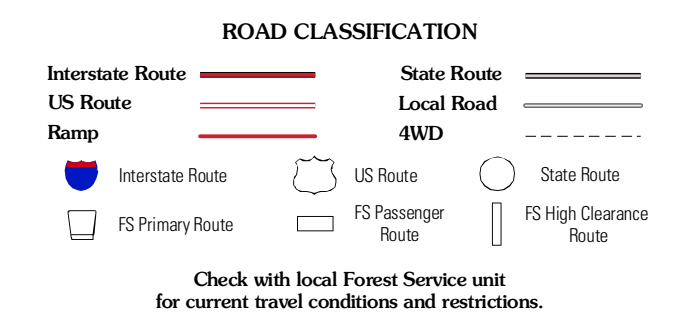 ROAD CLASSIFICATION
Interstate Route
State Route
US Route
Local Road
Ramp
4WD
Interstate Route
US Route
State Route
FS Primary Route
FS Passenger
Route
FS High Clearance
Route
Check with local Forest Service unit
for current travel conditions and restrictions.